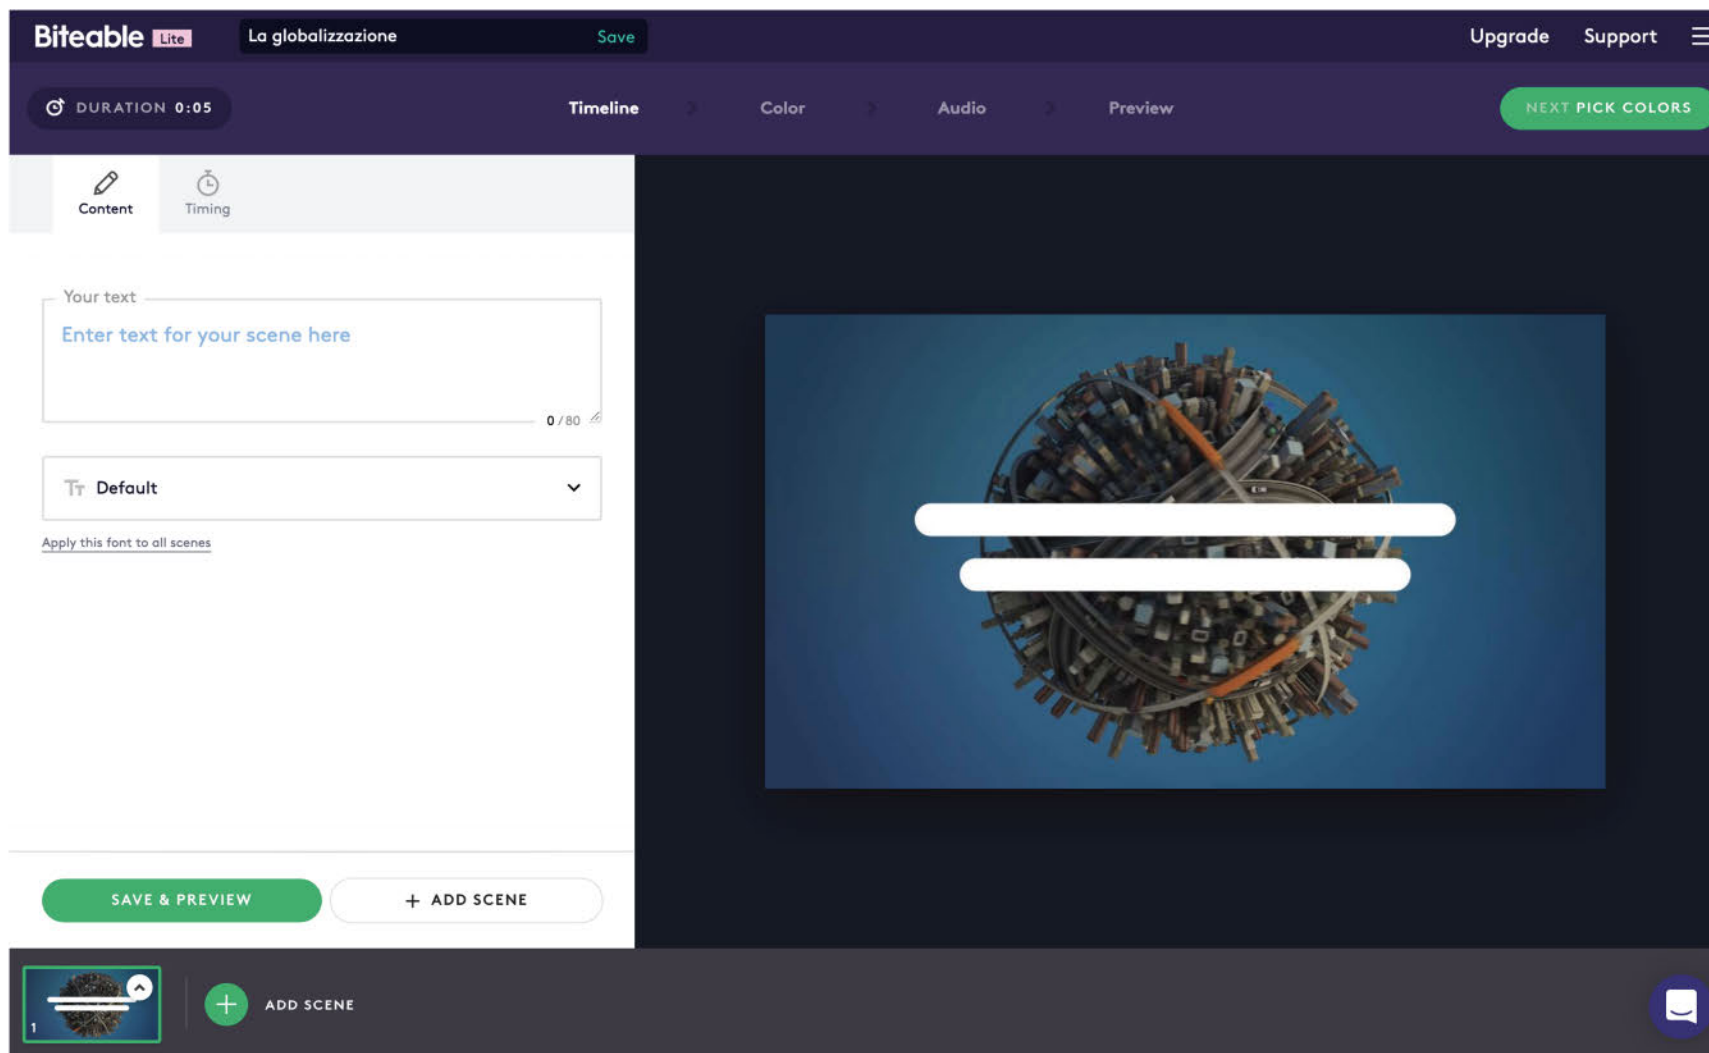 Biteable Lite La globalizzazione Save Upgrade Support
DURATION 0:05 Timeline Color Audio Preview NEXT PICK COLORS
Content Timing
Your text
Enter text for your scene here
0/80
Tт Default
Apply this font to all scenes
SAVE & PREVIEW + ADD SCENE
1 + ADD SCENE